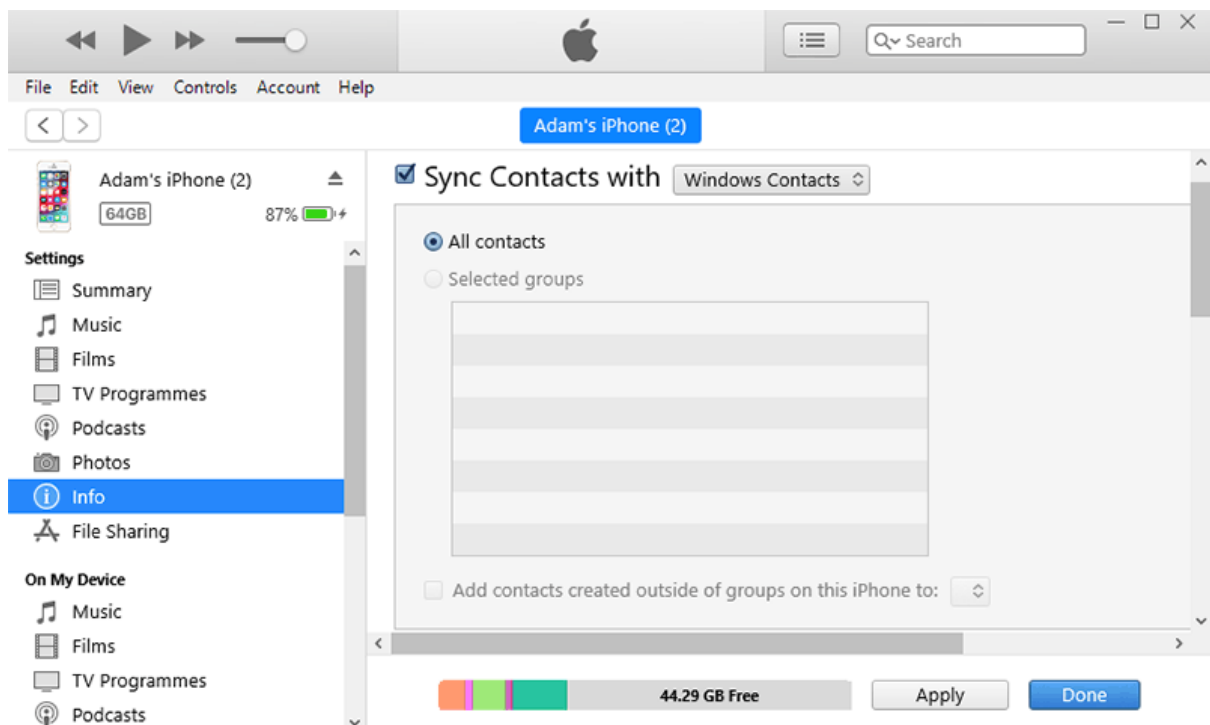 Search
File Edit View Controls Account Help
Adam's iPhone (2)
Adam's iPhone (2)
64GB 87%
Settings
Summary
Music
Films
TV Programmes
Podcasts
Photos
Info
File Sharing
On My Device
Music
Films
TV Programmes
Podcasts
Sync Contacts with Windows Contacts
All contacts
Selected groups
Add contacts created outside of groups on this iPhone to:
44.29 GB Free Apply Done